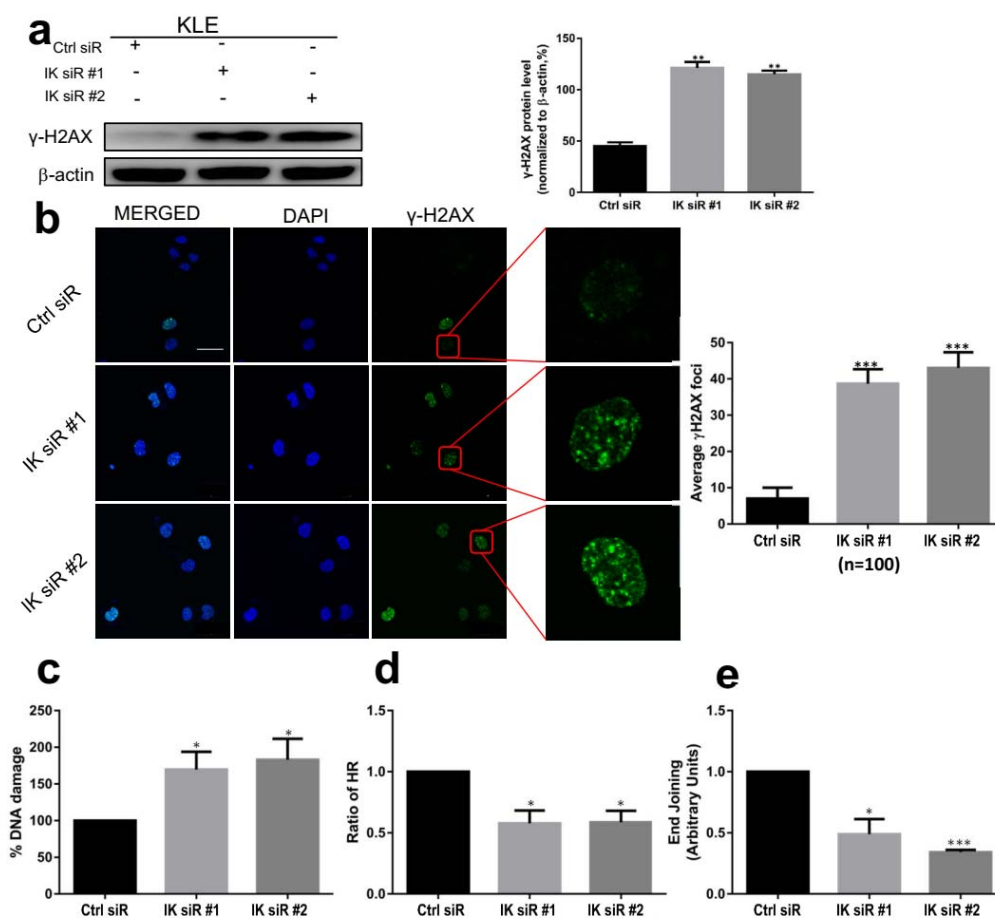 a
KLE
Ctrl siR + - -
IK siR #1 - + -
IK siR #2 - - +
γ-H2AX
β-actin
γ-H2AX protein level
(normalized to β-actin,%)
150
100
50
0
** **
Ctrl siR IK siR #1 IK siR #2
b
MERGED DAPI γ-H2AX
Ctrl siR
IK siR #1
IK siR #2
Average γH2AX foci
50
40
30
20
10
0
*** ***
Ctrl siR IK siR #1 IK siR #2
(n=100)
c
% DNA damage
250
200
150
100
50
0
* *
Ctrl siR IK siR #1 IK siR #2
d
Ratio of HR
1.5
1.0
0.5
0.0
* *
Ctrl siR IK siR #1 IK siR #2
e
End Joining
(Arbitrary Units)
1.5
1.0
0.5
0.0
* ***
Ctrl siR IK siR #1 IK siR #2